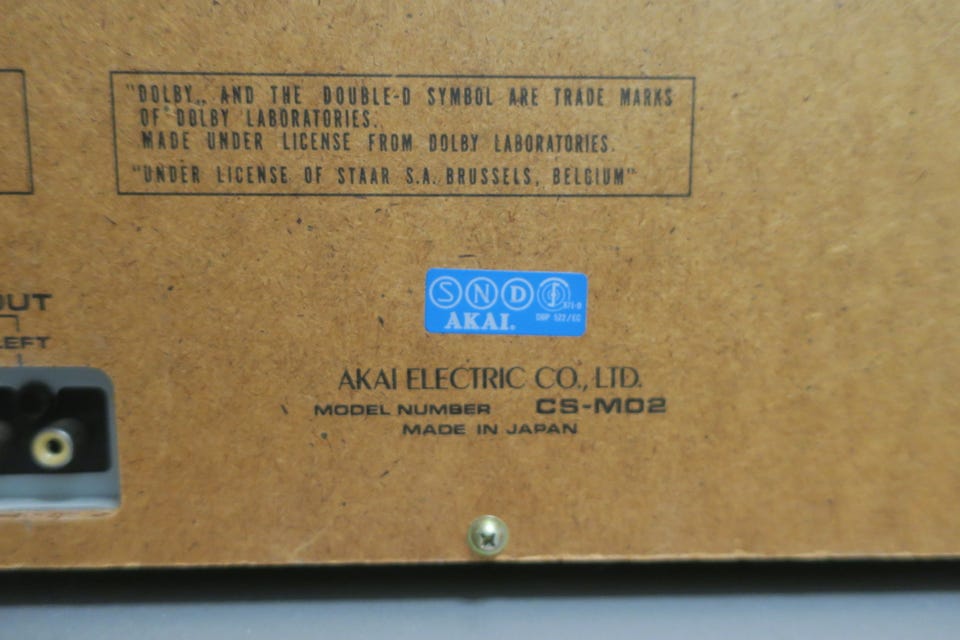 "DOLBY„ AND THE DOUBLE-D SYMBOL ARE TRADE MARKS
OF DOLBY LABORATORIES.
MADE UNDER LICENSE FROM DOLBY LABORATORIES.
"UNDER LICENSE OF STAAR S.A. BRUSSELS, BELGIUM"
OUT
LEFT
S N D S
AKAI.
AKAI ELECTRIC CO., LTD.
MODEL NUMBER CS-M02
MADE IN JAPAN